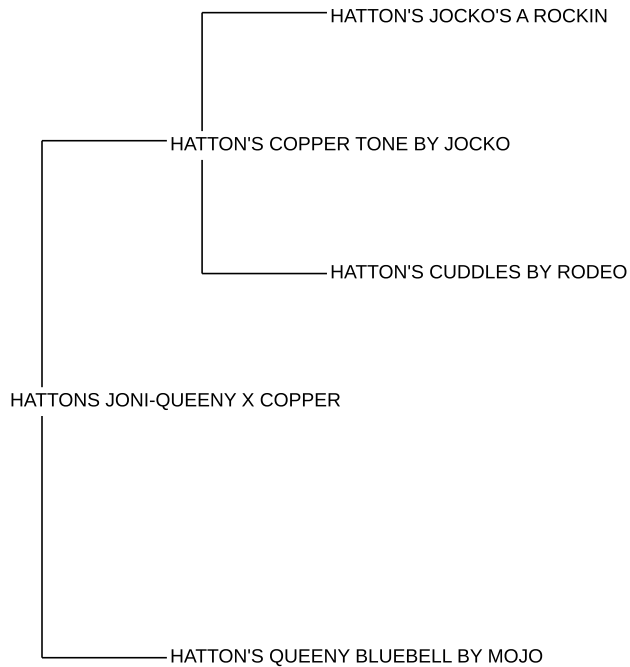 HATTON'S JOCKO'S A ROCKIN
HATTON'S COPPER TONE BY JOCKO
HATTON'S CUDDLES BY RODEO
HATTONS JONI-QUEENY X COPPER
HATTON'S QUEENY BLUEBELL BY MOJO